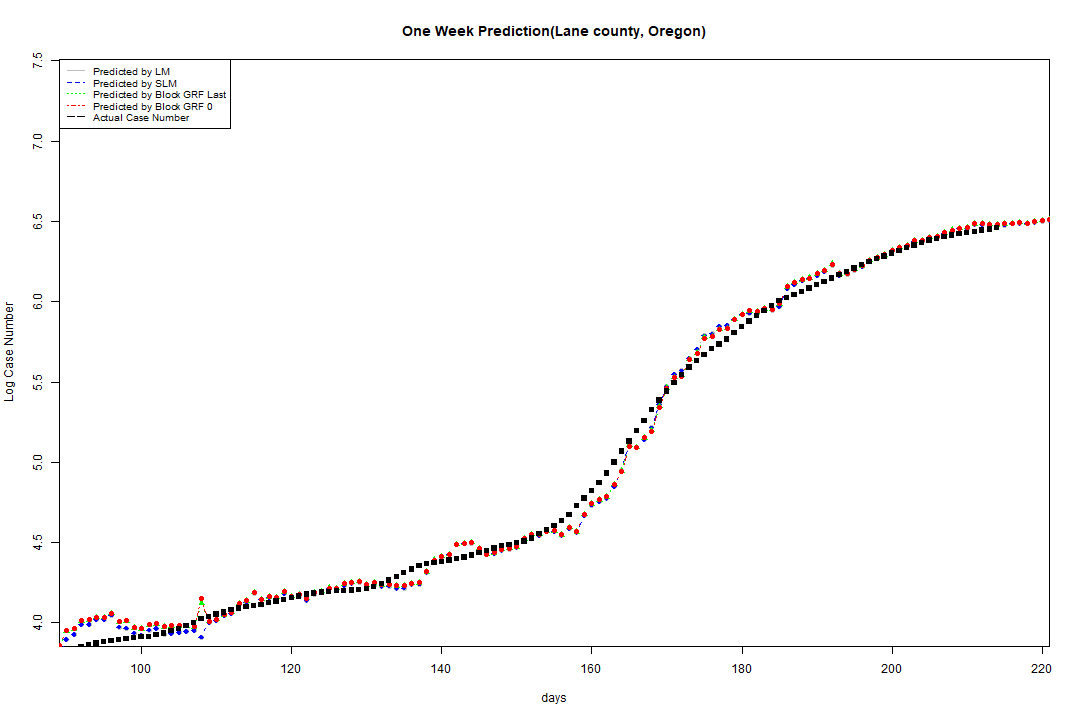 One Week Prediction(Lane county, Oregon)
Predicted by LM
Predicted by SLM
Predicted by Block GRF Last
Predicted by Block GRF 0
Actual Case Number
Log Case Number
7.5
7.0
6.5
6.0
5.5
5.0
4.5
4.0
100
120
140
160
180
200
220
days